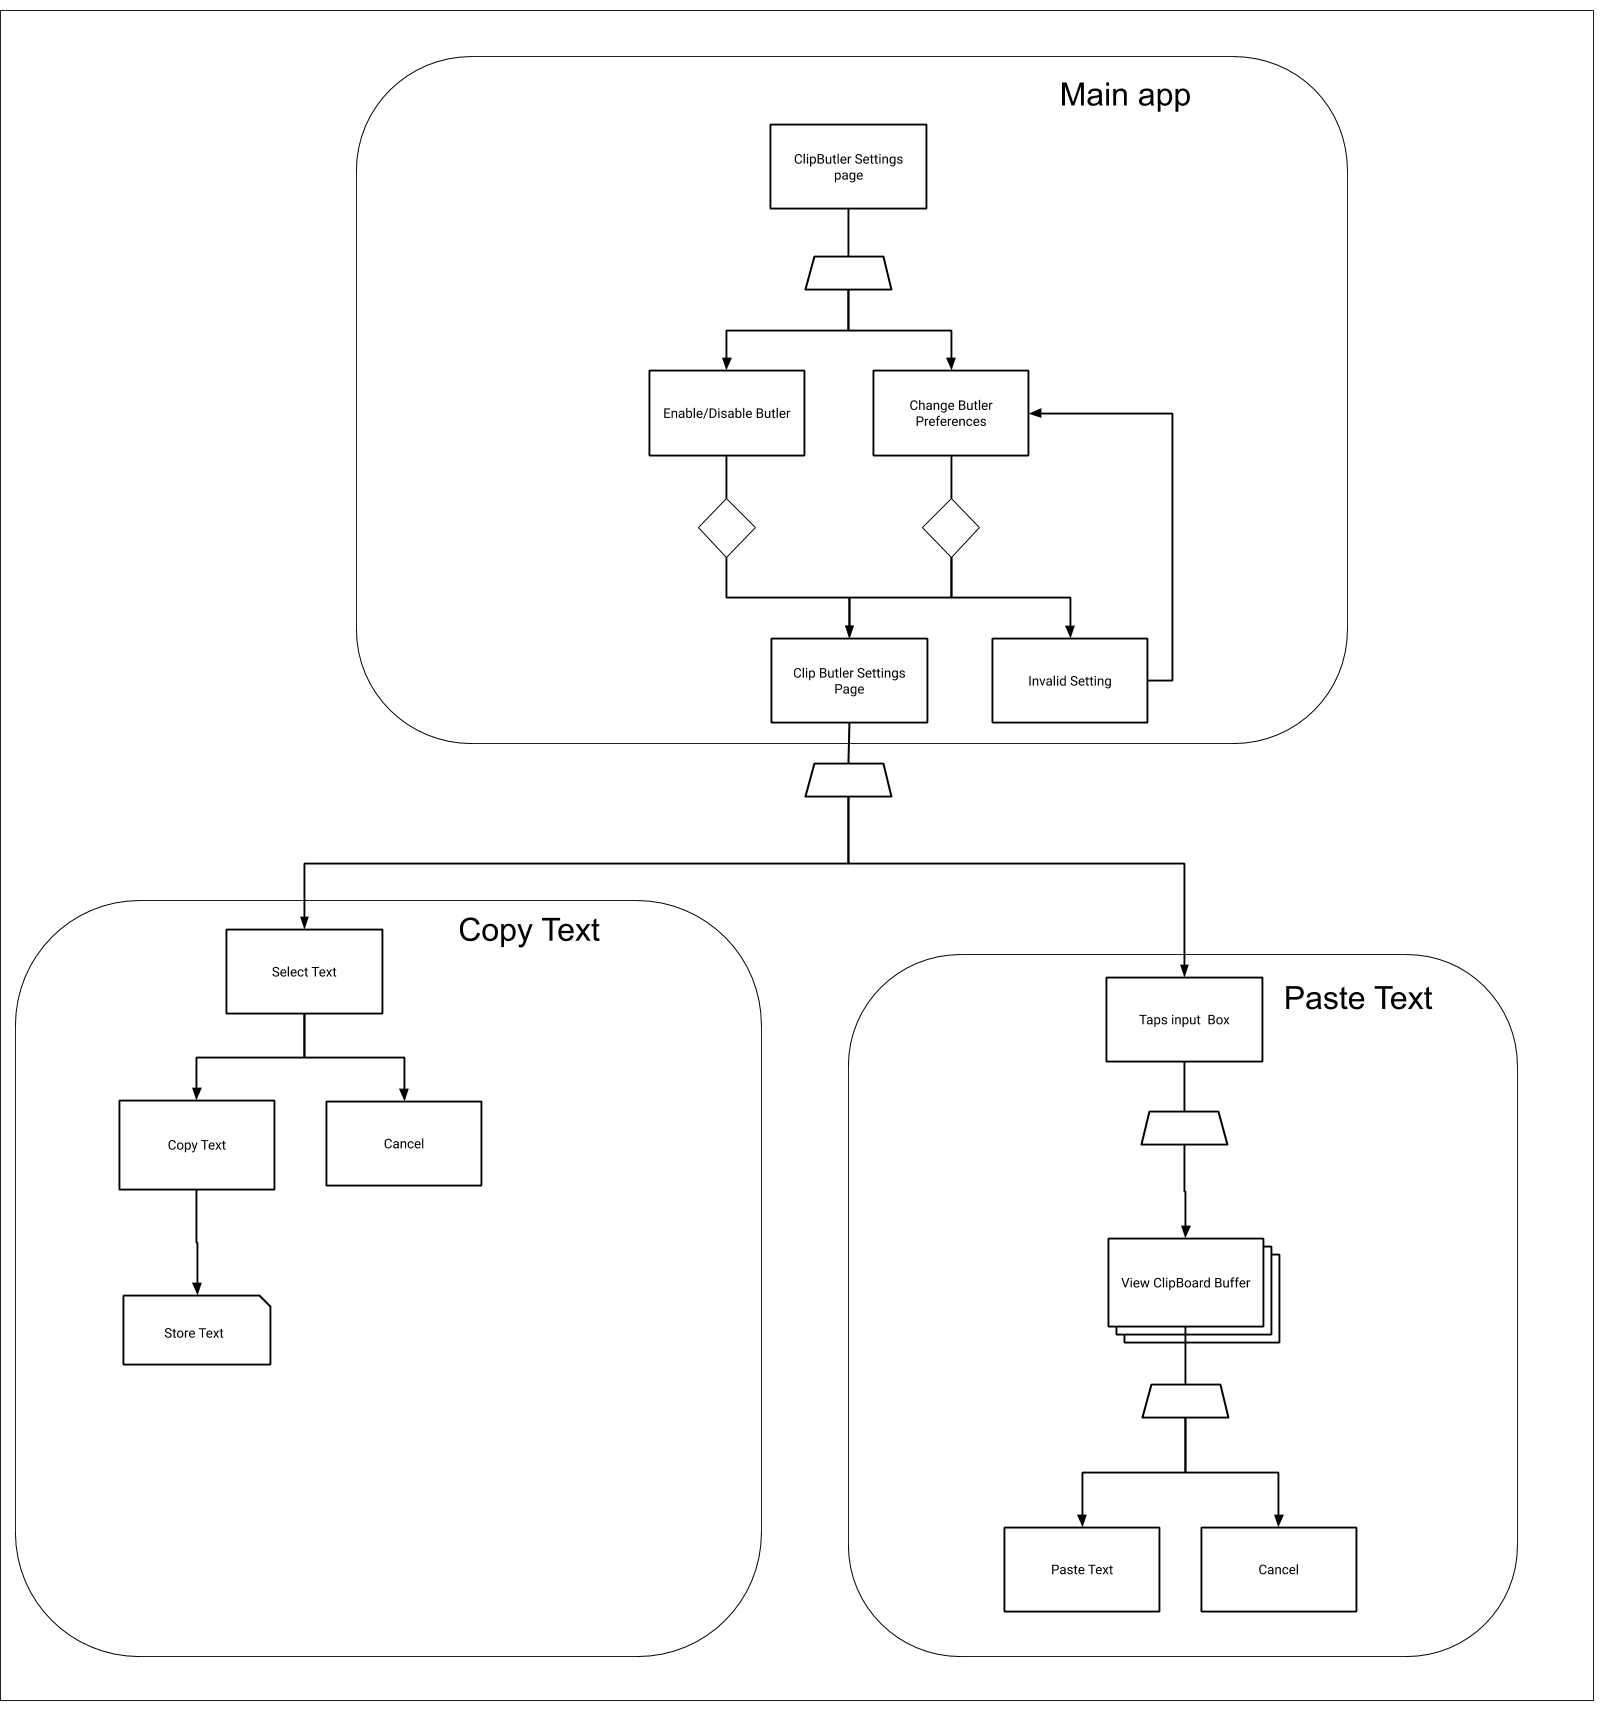 Main app
ClipButler Settings
page
Enable/Disable Butler
Change Butler
Preferences
Clip Butler Settings
Page
Invalid Setting
Copy Text
Select Text
Copy Text
Cancel
Store Text
Paste Text
Taps input  Box
View ClipBoard Buffer
Paste Text
Cancel